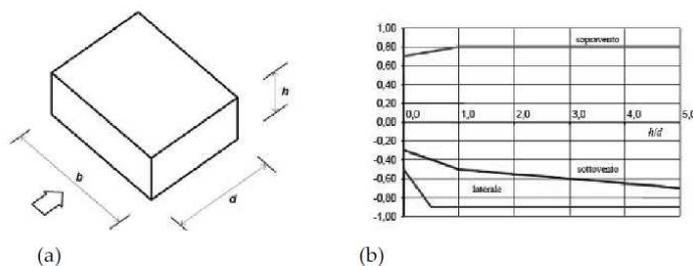 h
b
d
(a)
1,00
0,80
0,60
0,40
0,20
0,00
-0,20
-0,40
-0,60
-0,80
-1,00
sopravento
0,0 1,0 2,0 3,0 4,0 5,0
h/d
sottovento
laterale
(b)